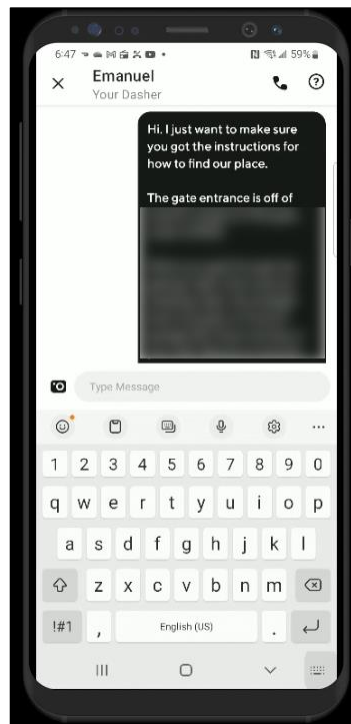 6:47
59%
Emanuel
Your Dasher
Hi. I just want to make sure
you got the instructions for
how to find our place.
The gate entrance is off of
Type Message
1 2 3 4 5 6 7 8 9 0
q w e r t y u i o p
a s d f g h j k l
z x c v b n m
!#1 , English (US) .